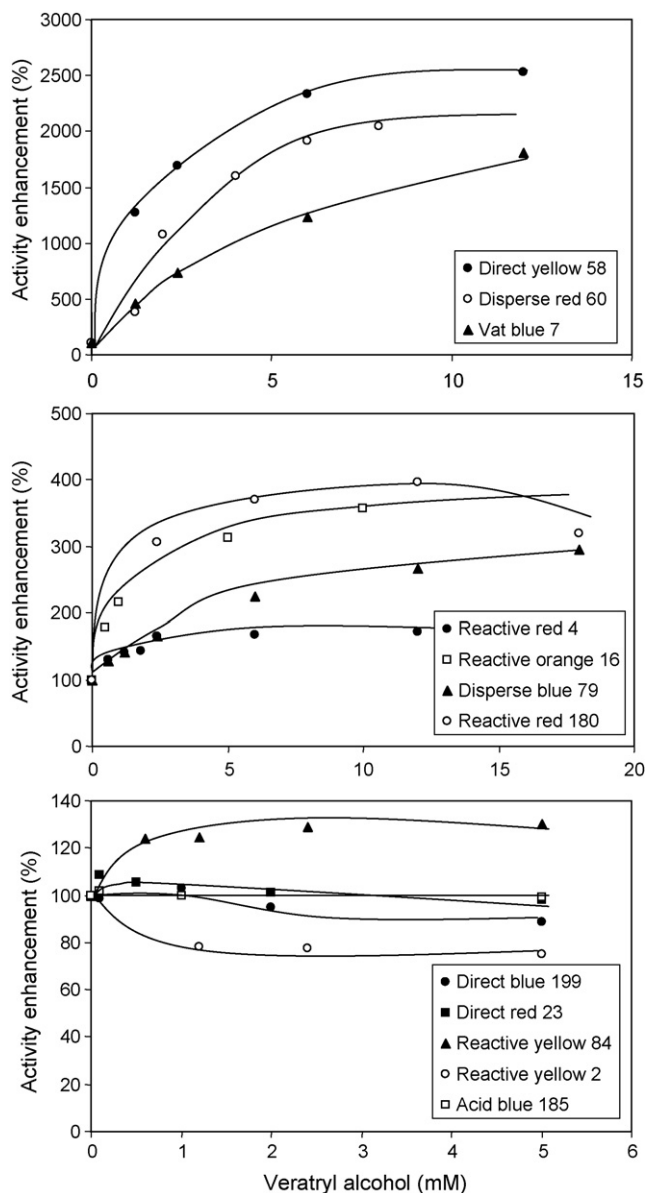 Activity enhancement (%)
3000
2500
2000
1500
1000
500
0
Direct yellow 58
Disperse red 60
Vat blue 7
0 5 10 15
Activity enhancement (%)
500
400
300
200
100
0
Reactive red 4
Reactive orange 16
Disperse blue 79
Reactive red 180
0 5 10 15 20
Activity enhancement (%)
140
120
100
80
60
40
20
0
Direct blue 199
Direct red 23
Reactive yellow 84
Reactive yellow 2
Acid blue 185
0 1 2 3 4 5 6
Veratryl alcohol (mM)